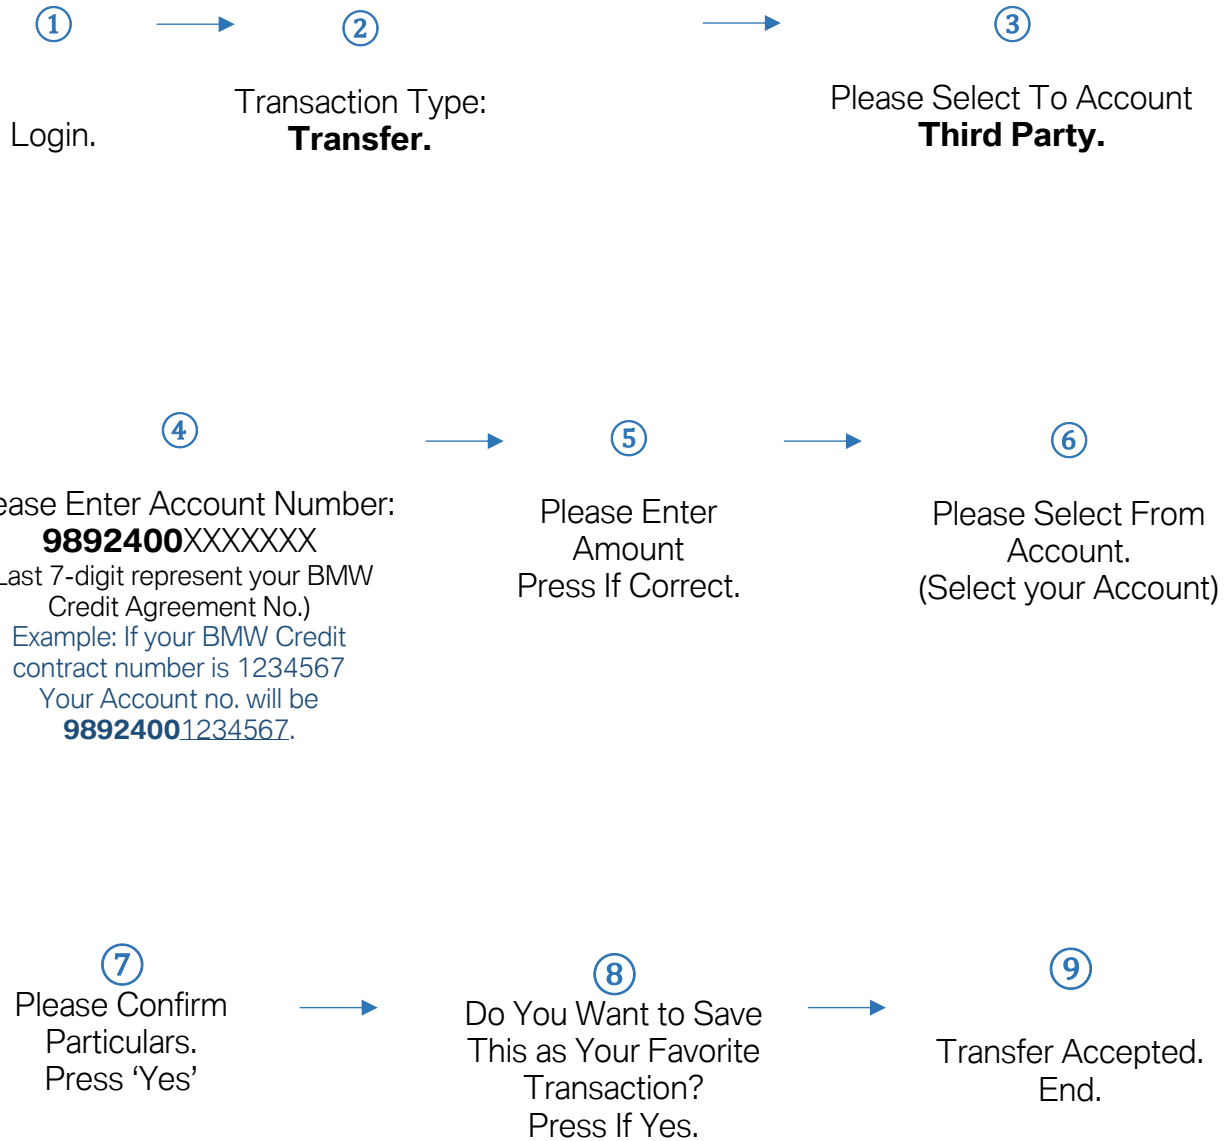 ①
Login.
②
Transaction Type:
Transfer.
③
Please Select To Account
Third Party.
④
ease Enter Account Number:
9892400XXXXXXX
Last 7-digit represent your BMW
Credit Agreement No.)
Example: If your BMW Credit
contract number is 1234567
Your Account no. will be
98924001234567.
⑤
Please Enter
Amount
Press If Correct.
⑥
Please Select From
Account.
(Select your Account)
⑦
Please Confirm
Particulars.
Press ‘Yes’
⑧
Do You Want to Save
This as Your Favorite
Transaction?
Press If Yes.
⑨
Transfer Accepted.
End.